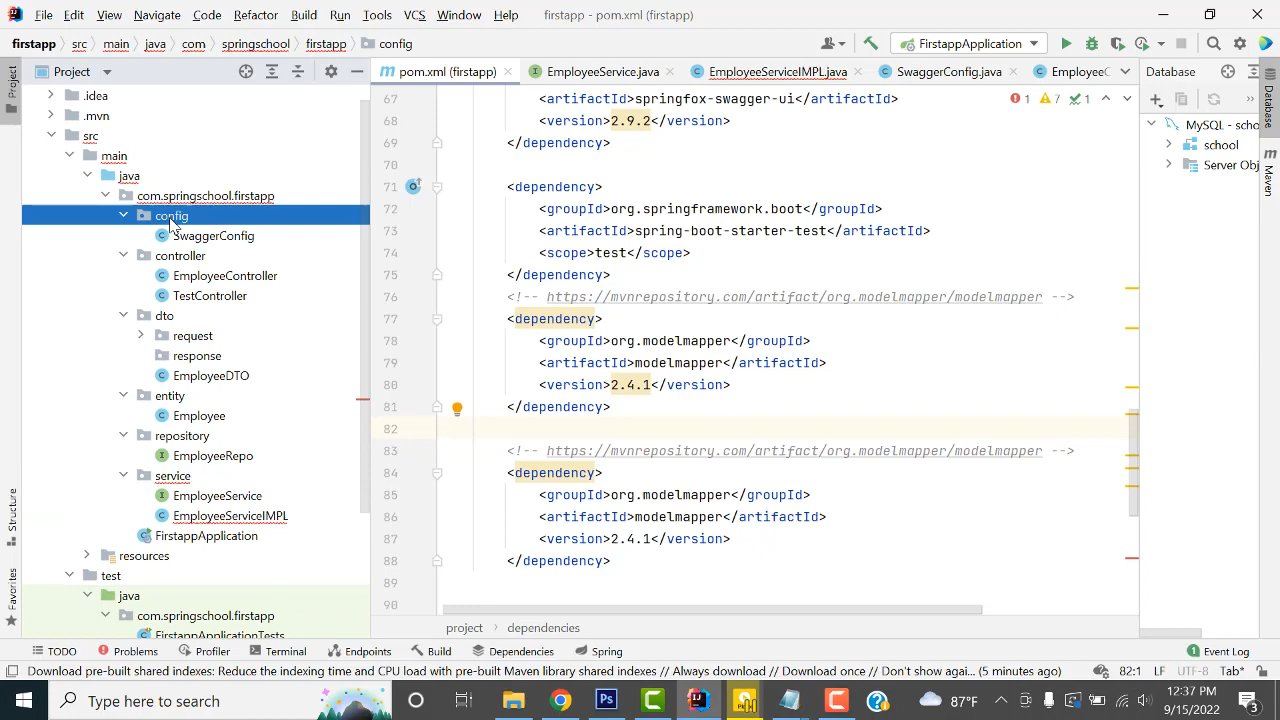 File Edit View Navigate Code Refactor Build Run Tools VCS Window Help firstapp - pom.xml (firstapp)
firstapp src main java com springschool firstapp config FirstappApplication
Project pom.xml (firstapp) EmployeeService.java EmployeeServiceIMPL.java SwaggerConfig.java EmployeeC Database
Project
Structure
Favorites
Database
Maven
.idea
.mvn
src
main
java
com.springschool.firstapp
config
SwaggerConfig
controller
EmployeeController
TestController
dto
request
response
EmployeeDTO
entity
Employee
repository
EmployeeRepo
service
EmployeeService
EmployeeServiceIMPL
FirstappApplication
resources
test
java
com.springschool.firstapp
FirstappApplicationTests
67 <artifactId>springfox-swagger-ui</artifactId>
68 <version>2.9.2</version>
69 </dependency>
70
71 <dependency>
72 <groupId>org.springframework.boot</groupId>
73 <artifactId>spring-boot-starter-test</artifactId>
74 <scope>test</scope>
75 </dependency>
76 <!-- https://mvnrepository.com/artifact/org.modelmapper/modelmapper -->
77 <dependency>
78 <groupId>org.modelmapper</groupId>
79 <artifactId>modelmapper</artifactId>
80 <version>2.4.1</version>
81 </dependency>
82
83 <!-- https://mvnrepository.com/artifact/org.modelmapper/modelmapper -->
84 <dependency>
85 <groupId>org.modelmapper</groupId>
86 <artifactId>modelmapper</artifactId>
87 <version>2.4.1</version>
88 </dependency>
89
90
1 7 1
MySQL - scho
school
Server Obj
project dependencies
TODO Problems Profiler Terminal Endpoints Build Dependencies Spring Event Log
Download pre-built shared indexes: Reduce the indexing time and CPU load with pre-built Maven library shared indexes // Always download // Download once // Don't show agai... (5 minutes ago) 82:1 LF UTF-8 Tab*
Type here to search 87°F 12:37 PM
9/15/2022 3